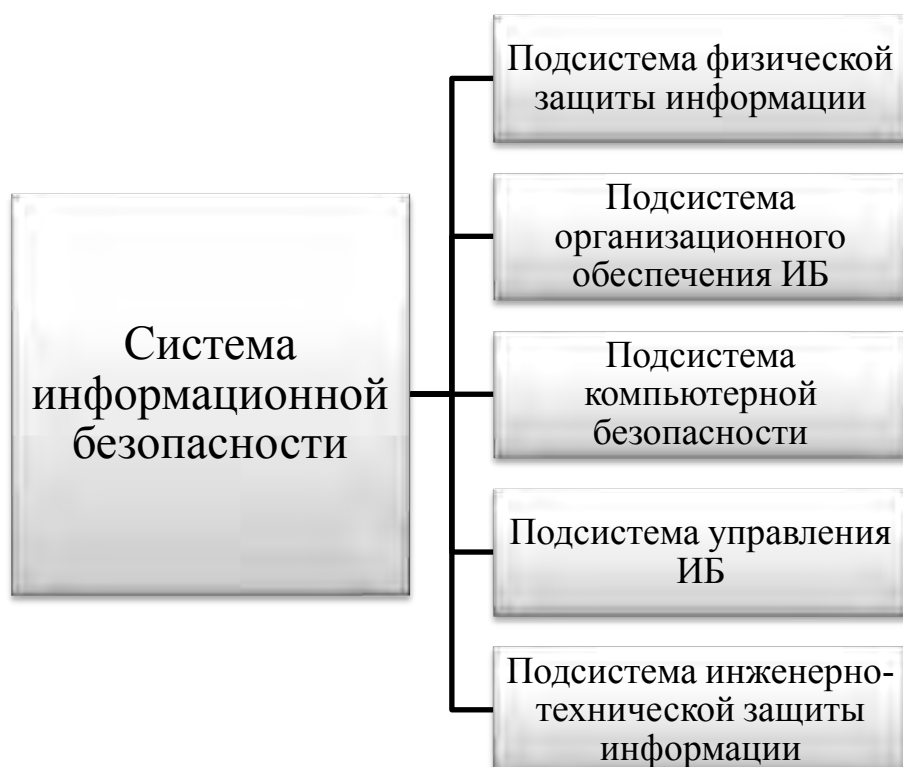 Система
информационной
безопасности
Подсистема физической
защиты информации
Подсистема
организационного
обеспечения ИБ
Подсистема
компьютерной
безопасности
Подсистема управления
ИБ
Подсистема инженерно-
технической защиты
информации